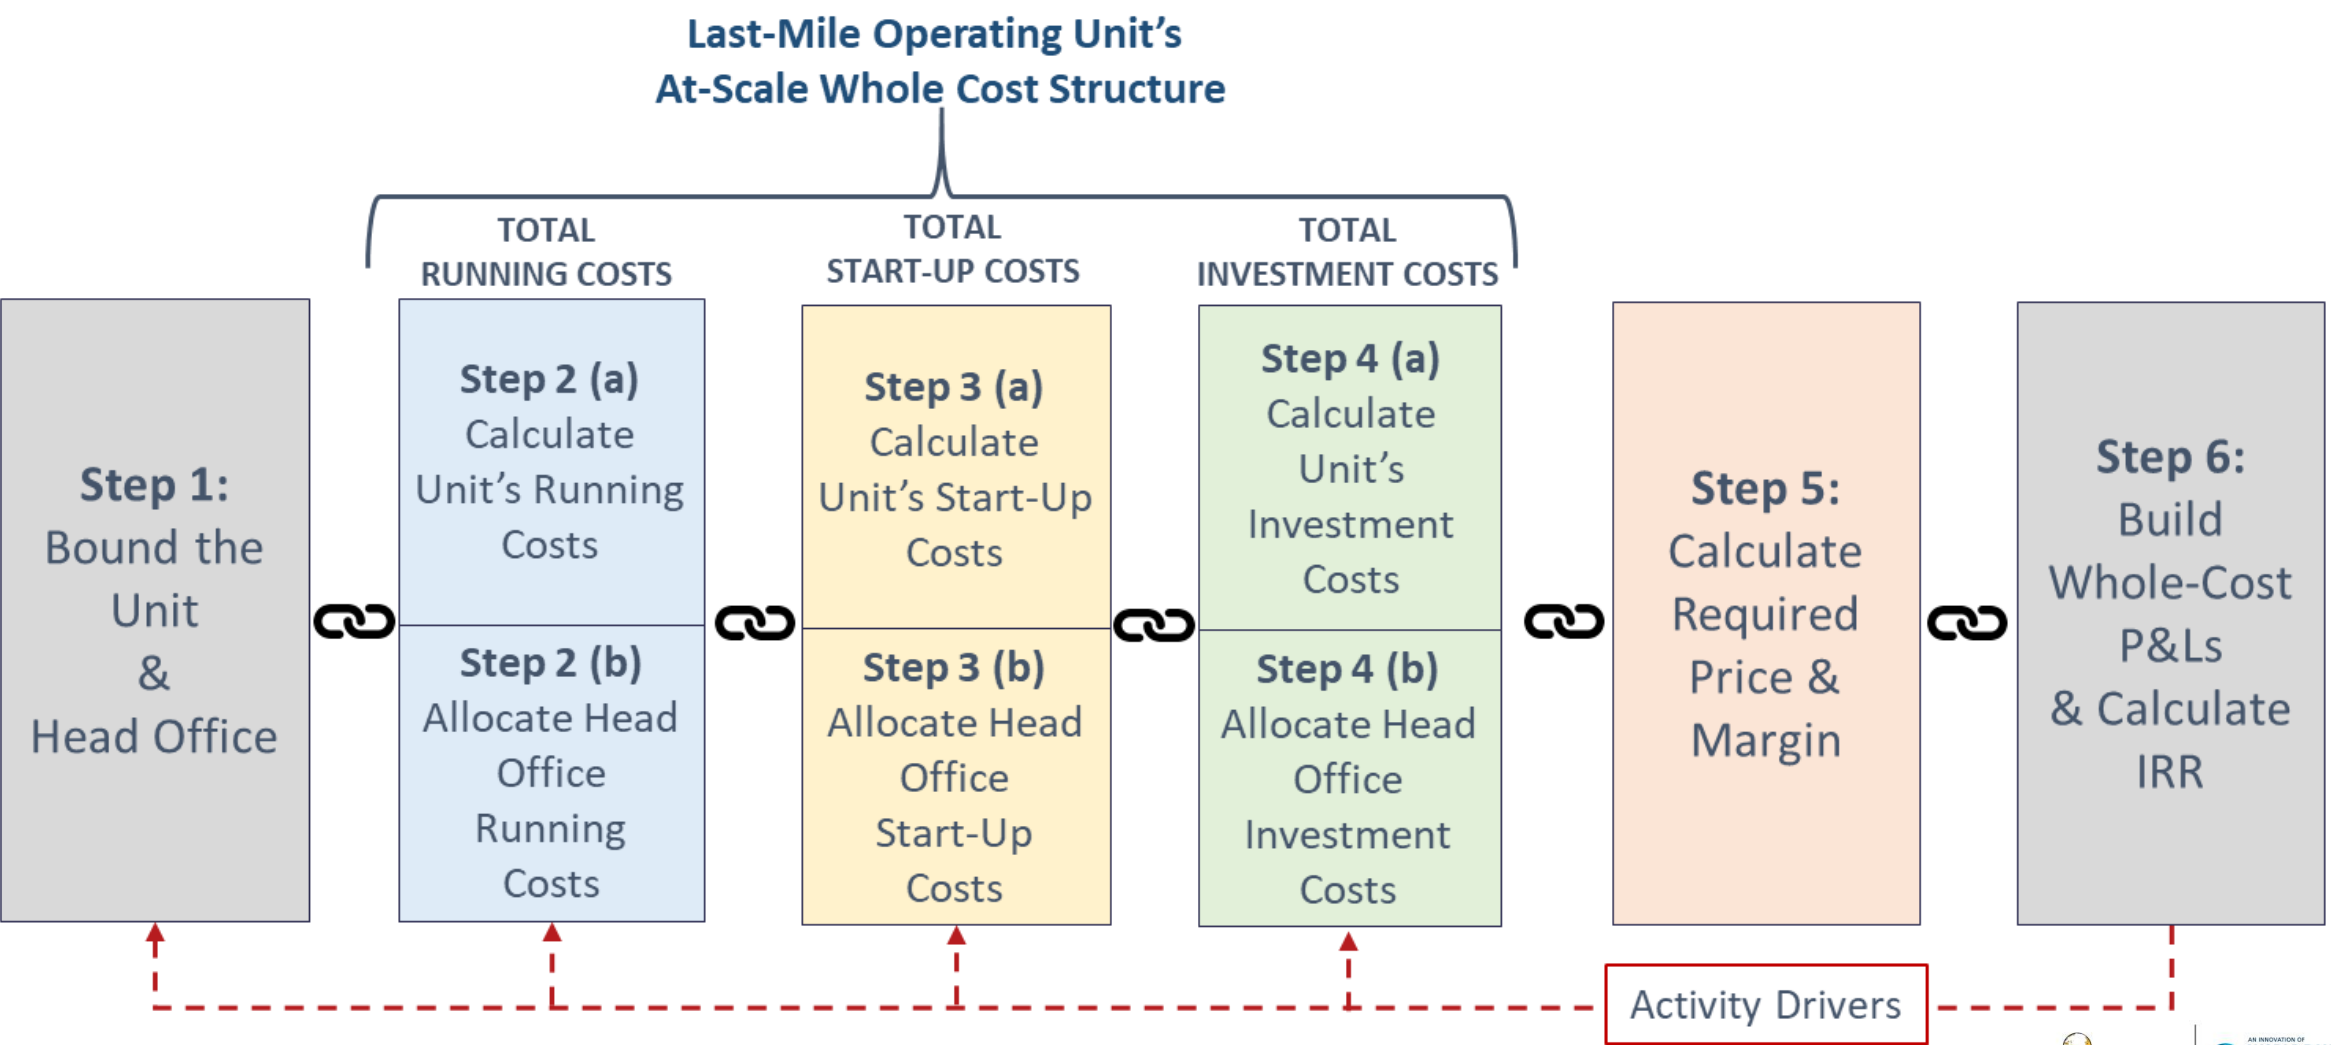 Last-Mile Operating Unit’s
At-Scale Whole Cost Structure
TOTAL
RUNNING COSTS
TOTAL
START-UP COSTS
TOTAL
INVESTMENT COSTS
Step 1:
Bound the
Unit
&
Head Office
Step 2 (a)
Calculate
Unit’s Running
Costs
Step 2 (b)
Allocate Head
Office
Running
Costs
Step 3 (a)
Calculate
Unit’s Start-Up
Costs
Step 3 (b)
Allocate Head
Office
Start-Up
Costs
Step 4 (a)
Calculate
Unit’s
Investment
Costs
Step 4 (b)
Allocate Head
Office
Investment
Costs
Step 5:
Calculate
Required
Price &
Margin
Step 6:
Build
Whole-Cost
P&Ls
& Calculate
IRR
Activity Drivers
AN INNOVATION OF